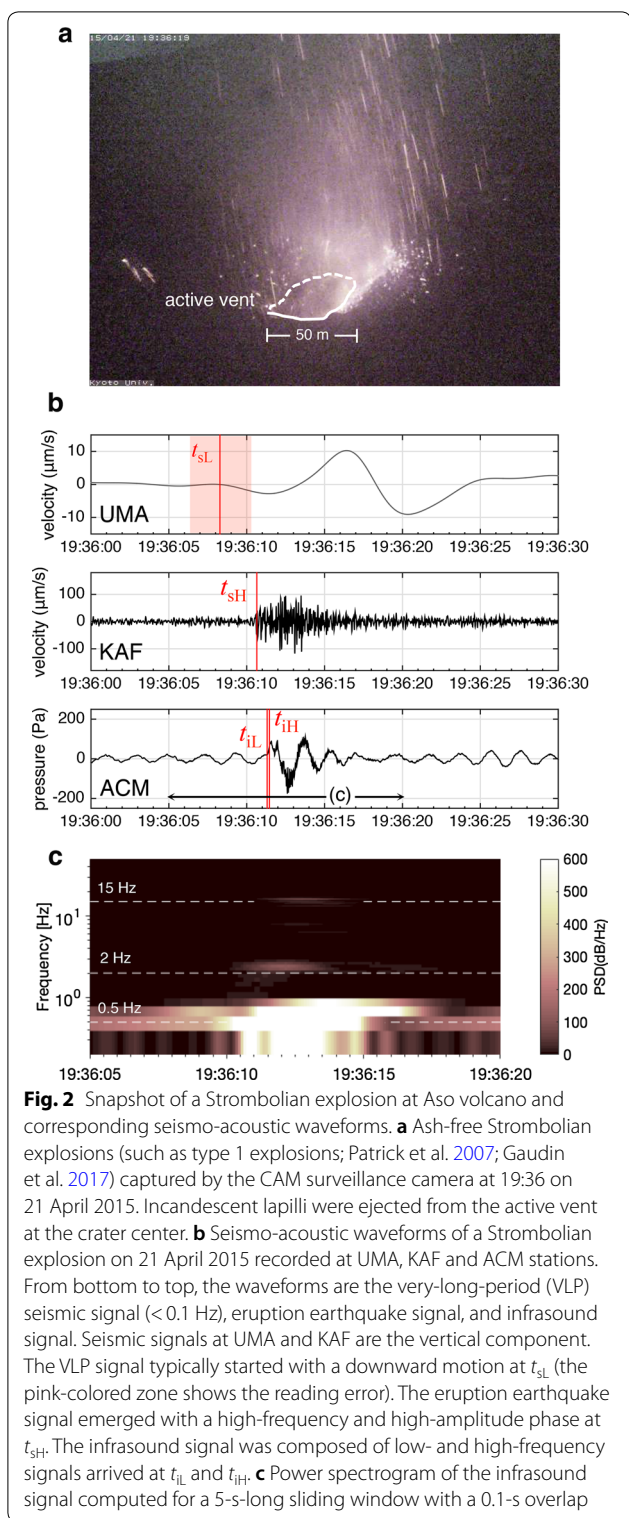 a
15/04/21 19:36:19
active vent
50 m
Kyoto Univ.
b
velocity (μm/s)
10
0
-10
tsL
UMA
19:36:00 19:36:05 19:36:10 19:36:15 19:36:20 19:36:25 19:36:30
velocity (μm/s)
100
0
-100
tsH
KAF
19:36:00 19:36:05 19:36:10 19:36:15 19:36:20 19:36:25 19:36:30
pressure (Pa)
200
0
-200
tiL
tiH
ACM
(c)
19:36:00 19:36:05 19:36:10 19:36:15 19:36:20 19:36:25 19:36:30
c
Frequency [Hz]
10¹
10⁰
15 Hz
2 Hz
0.5 Hz
19:36:05 19:36:10 19:36:15 19:36:20
600
500
400
300
200
100
0
PSD(dB/Hz)
Fig. 2 Snapshot of a Strombolian explosion at Aso volcano and
corresponding seismo-acoustic waveforms. a Ash-free Strombolian
explosions (such as type 1 explosions; Patrick et al. 2007; Gaudin
et al. 2017) captured by the CAM surveillance camera at 19:36 on
21 April 2015. Incandescent lapilli were ejected from the active vent
at the crater center. b Seismo-acoustic waveforms of a Strombolian
explosion on 21 April 2015 recorded at UMA, KAF and ACM stations.
From bottom to top, the waveforms are the very-long-period (VLP)
seismic signal (< 0.1 Hz), eruption earthquake signal, and infrasound
signal. Seismic signals at UMA and KAF are the vertical component.
The VLP signal typically started with a downward motion at tsL (the
pink-colored zone shows the reading error). The eruption earthquake
signal emerged with a high-frequency and high-amplitude phase at
tsH. The infrasound signal was composed of low- and high-frequency
signals arrived at tiL and tiH. c Power spectrogram of the infrasound
signal computed for a 5-s-long sliding window with a 0.1-s overlap